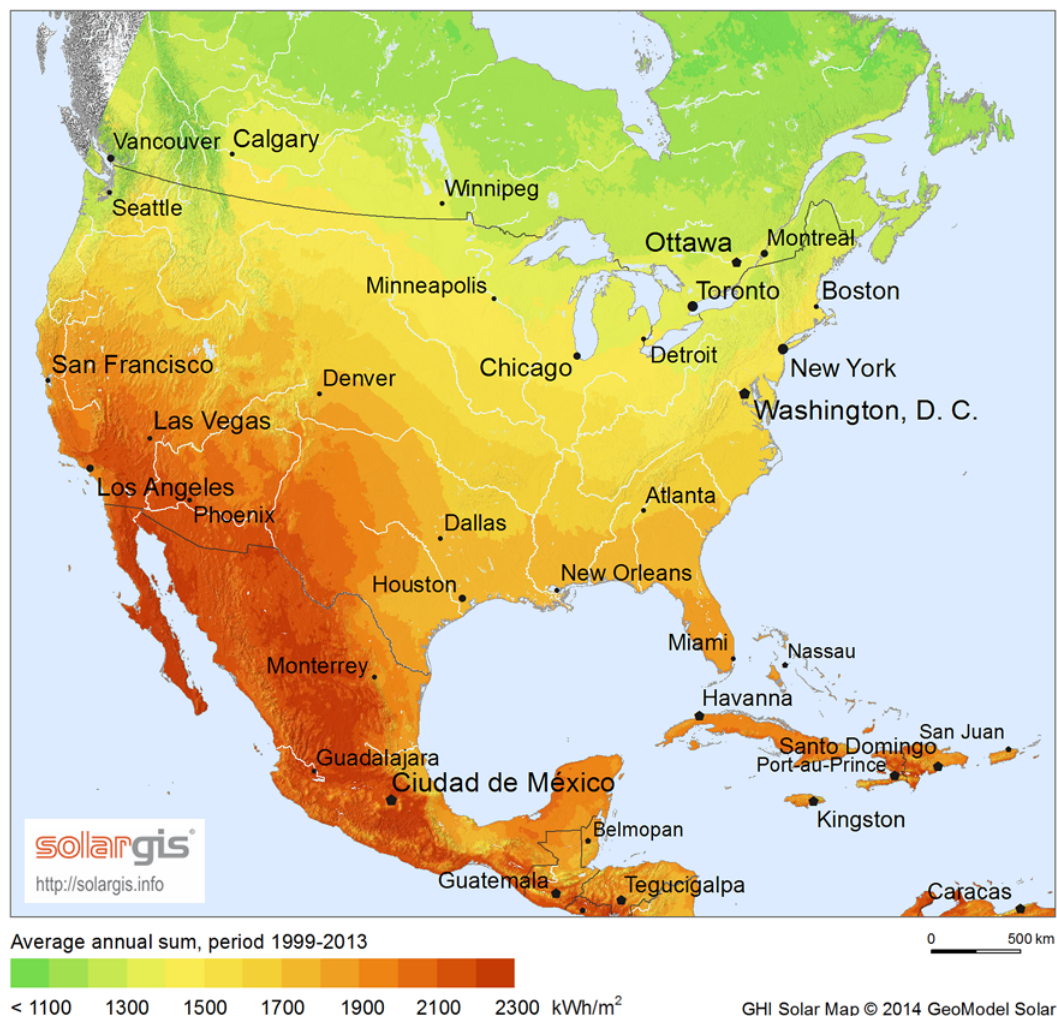 Vancouver
Calgary
Seattle
Winnipeg
Ottawa
Montreal
Minneapolis
Toronto
Boston
Chicago
Detroit
New York
San Francisco
Denver
Washington, D. C.
Las Vegas
Los Angeles
Phoenix
Atlanta
Dallas
Houston
New Orleans
Miami
Nassau
Monterrey
Havanna
San Juan
Santo Domingo
Port-au-Prince
Guadalajara
Ciudad de México
Kingston
Belmopan
solargis®
http://solargis.info
Guatemala
Tegucigalpa
Caracas
Average annual sum, period 1999-2013
0 500 km
< 1100 1300 1500 1700 1900 2100 2300 kWh/m²
GHI Solar Map © 2014 GeoModel Solar